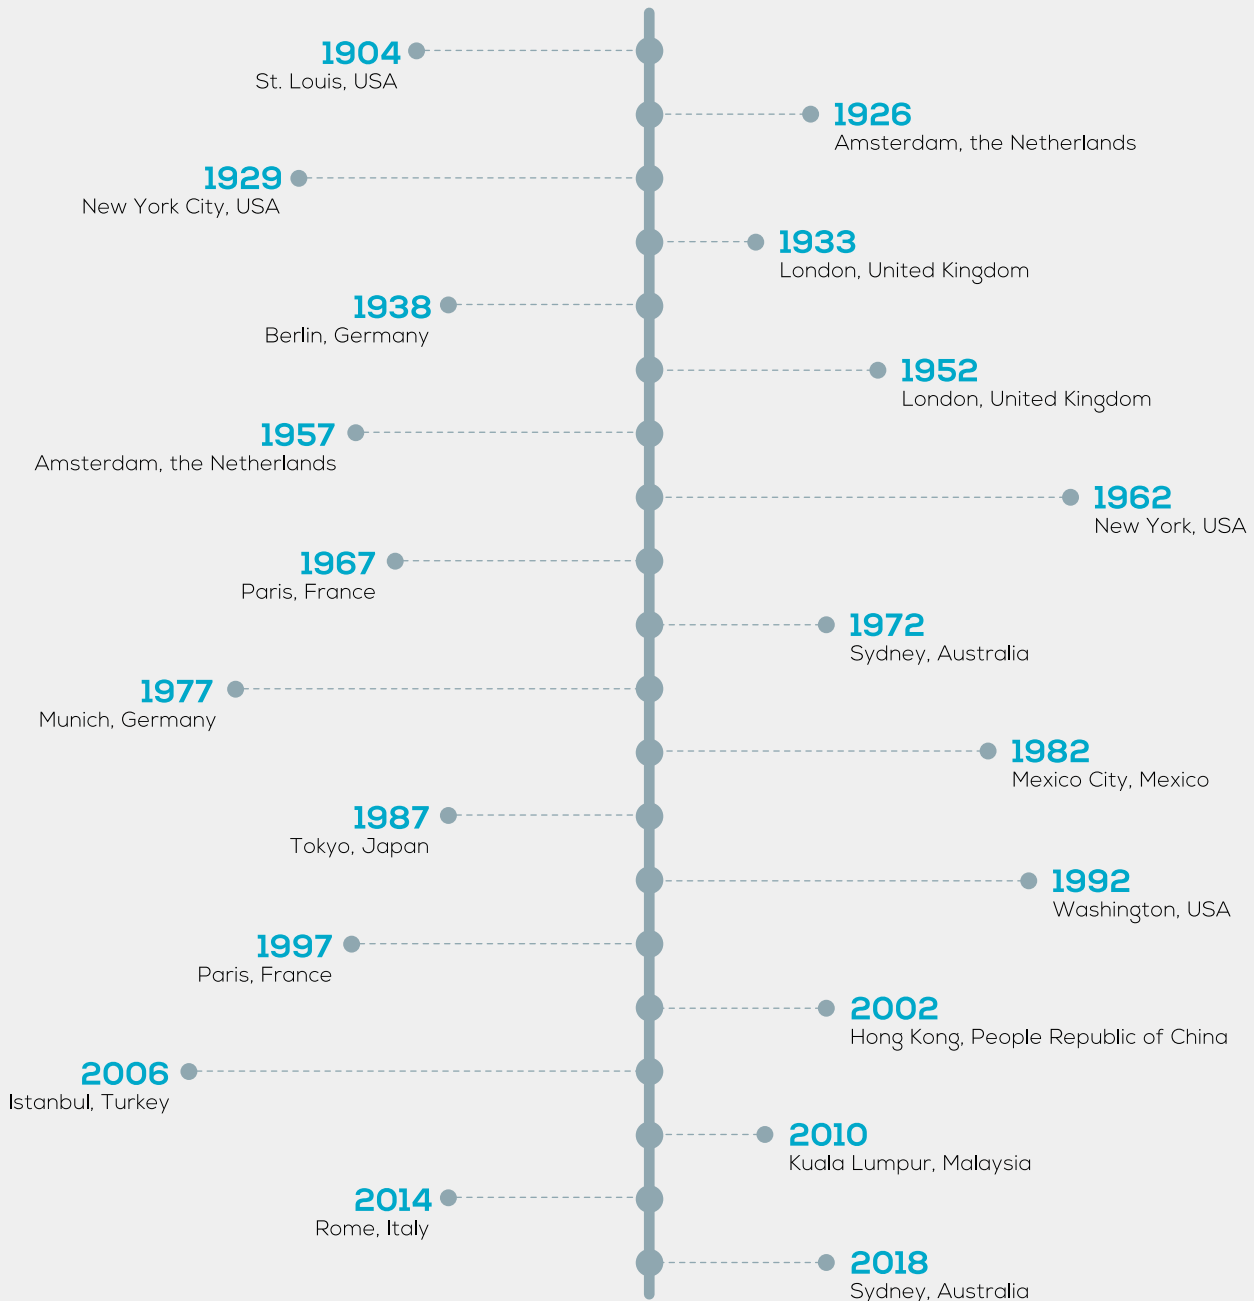 1904
St. Louis, USA
1926
Amsterdam, the Netherlands
1929
New York City, USA
1933
London, United Kingdom
1938
Berlin, Germany
1952
London, United Kingdom
1957
Amsterdam, the Netherlands
1962
New York, USA
1967
Paris, France
1972
Sydney, Australia
1977
Munich, Germany
1982
Mexico City, Mexico
1987
Tokyo, Japan
1992
Washington, USA
1997
Paris, France
2002
Hong Kong, People Republic of China
2006
Istanbul, Turkey
2010
Kuala Lumpur, Malaysia
2014
Rome, Italy
2018
Sydney, Australia